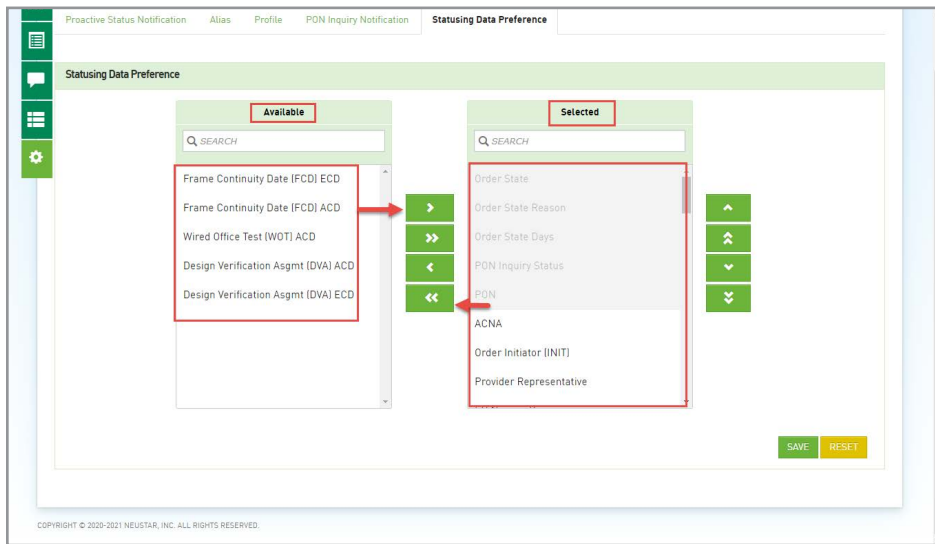 Proactive Status Notification Alias Profile PON Inquiry Notification Statusing Data Preference
Statusing Data Preference
Available
SEARCH
Frame Continuity Date (FCD) ECD
Frame Continuity Date (FCD) ACD
Wired Office Test (WOT) ACD
Design Verification Asgmt (DVA) ACD
Design Verification Asgmt (DVA) ECD
Selected
SEARCH
Order State
Order State Reason
Order State Days
PON Inquiry Status
PON
ACNA
Order Initiator (INIT)
Provider Representative
SAVE RESET
COPYRIGHT © 2020-2021 NEUSTAR, INC. ALL RIGHTS RESERVED.